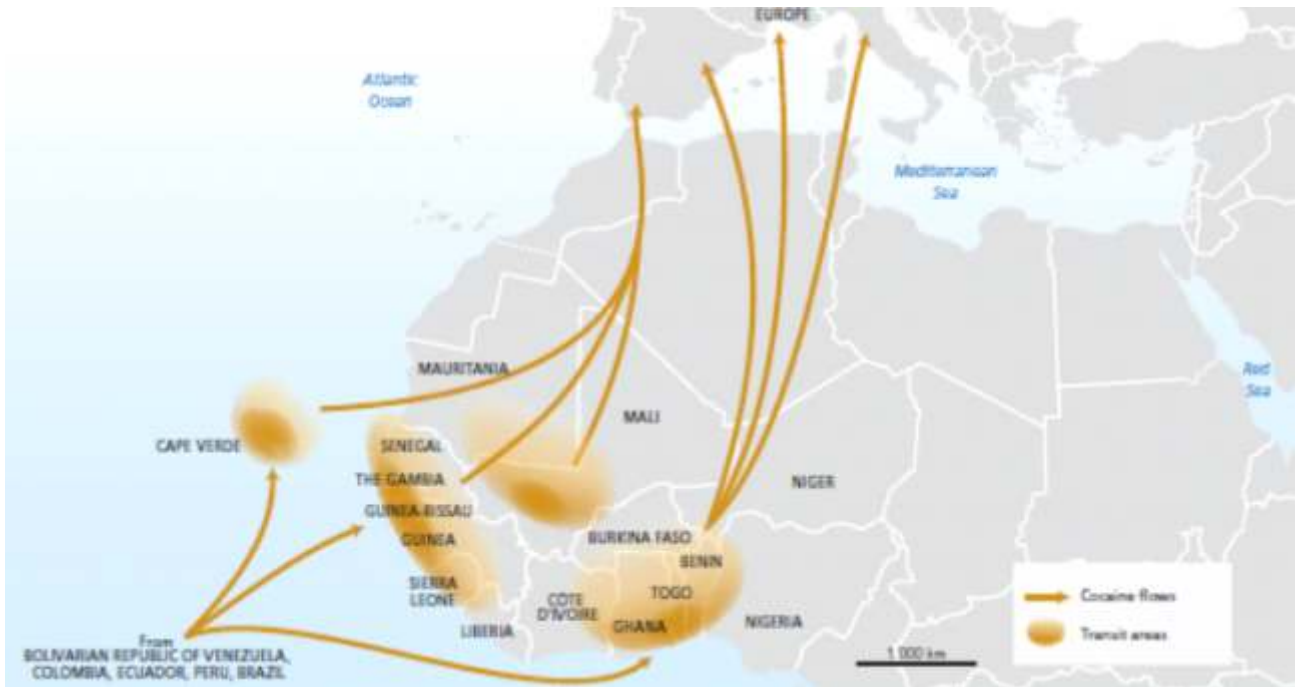 EUROPE
Atlantic
Ocean
Mediterranean
Sea
Red
Sea
MAURITANIA
MALI
CAPE VERDE
SENEGAL
THE GAMBIA
NIGER
GUINEA-BISSAU
GUINEA
BURKINA FASO
BENIN
SIERRA
LEONE
CÔTE
D'IVOIRE
TOGO
GHANA
LIBERIA
NIGERIA
From
BOLIVARIAN REPUBLIC OF VENEZUELA,
COLOMBIA, ECUADOR, PERU, BRAZIL
1 000 km
Cocaine flows
Transit areas